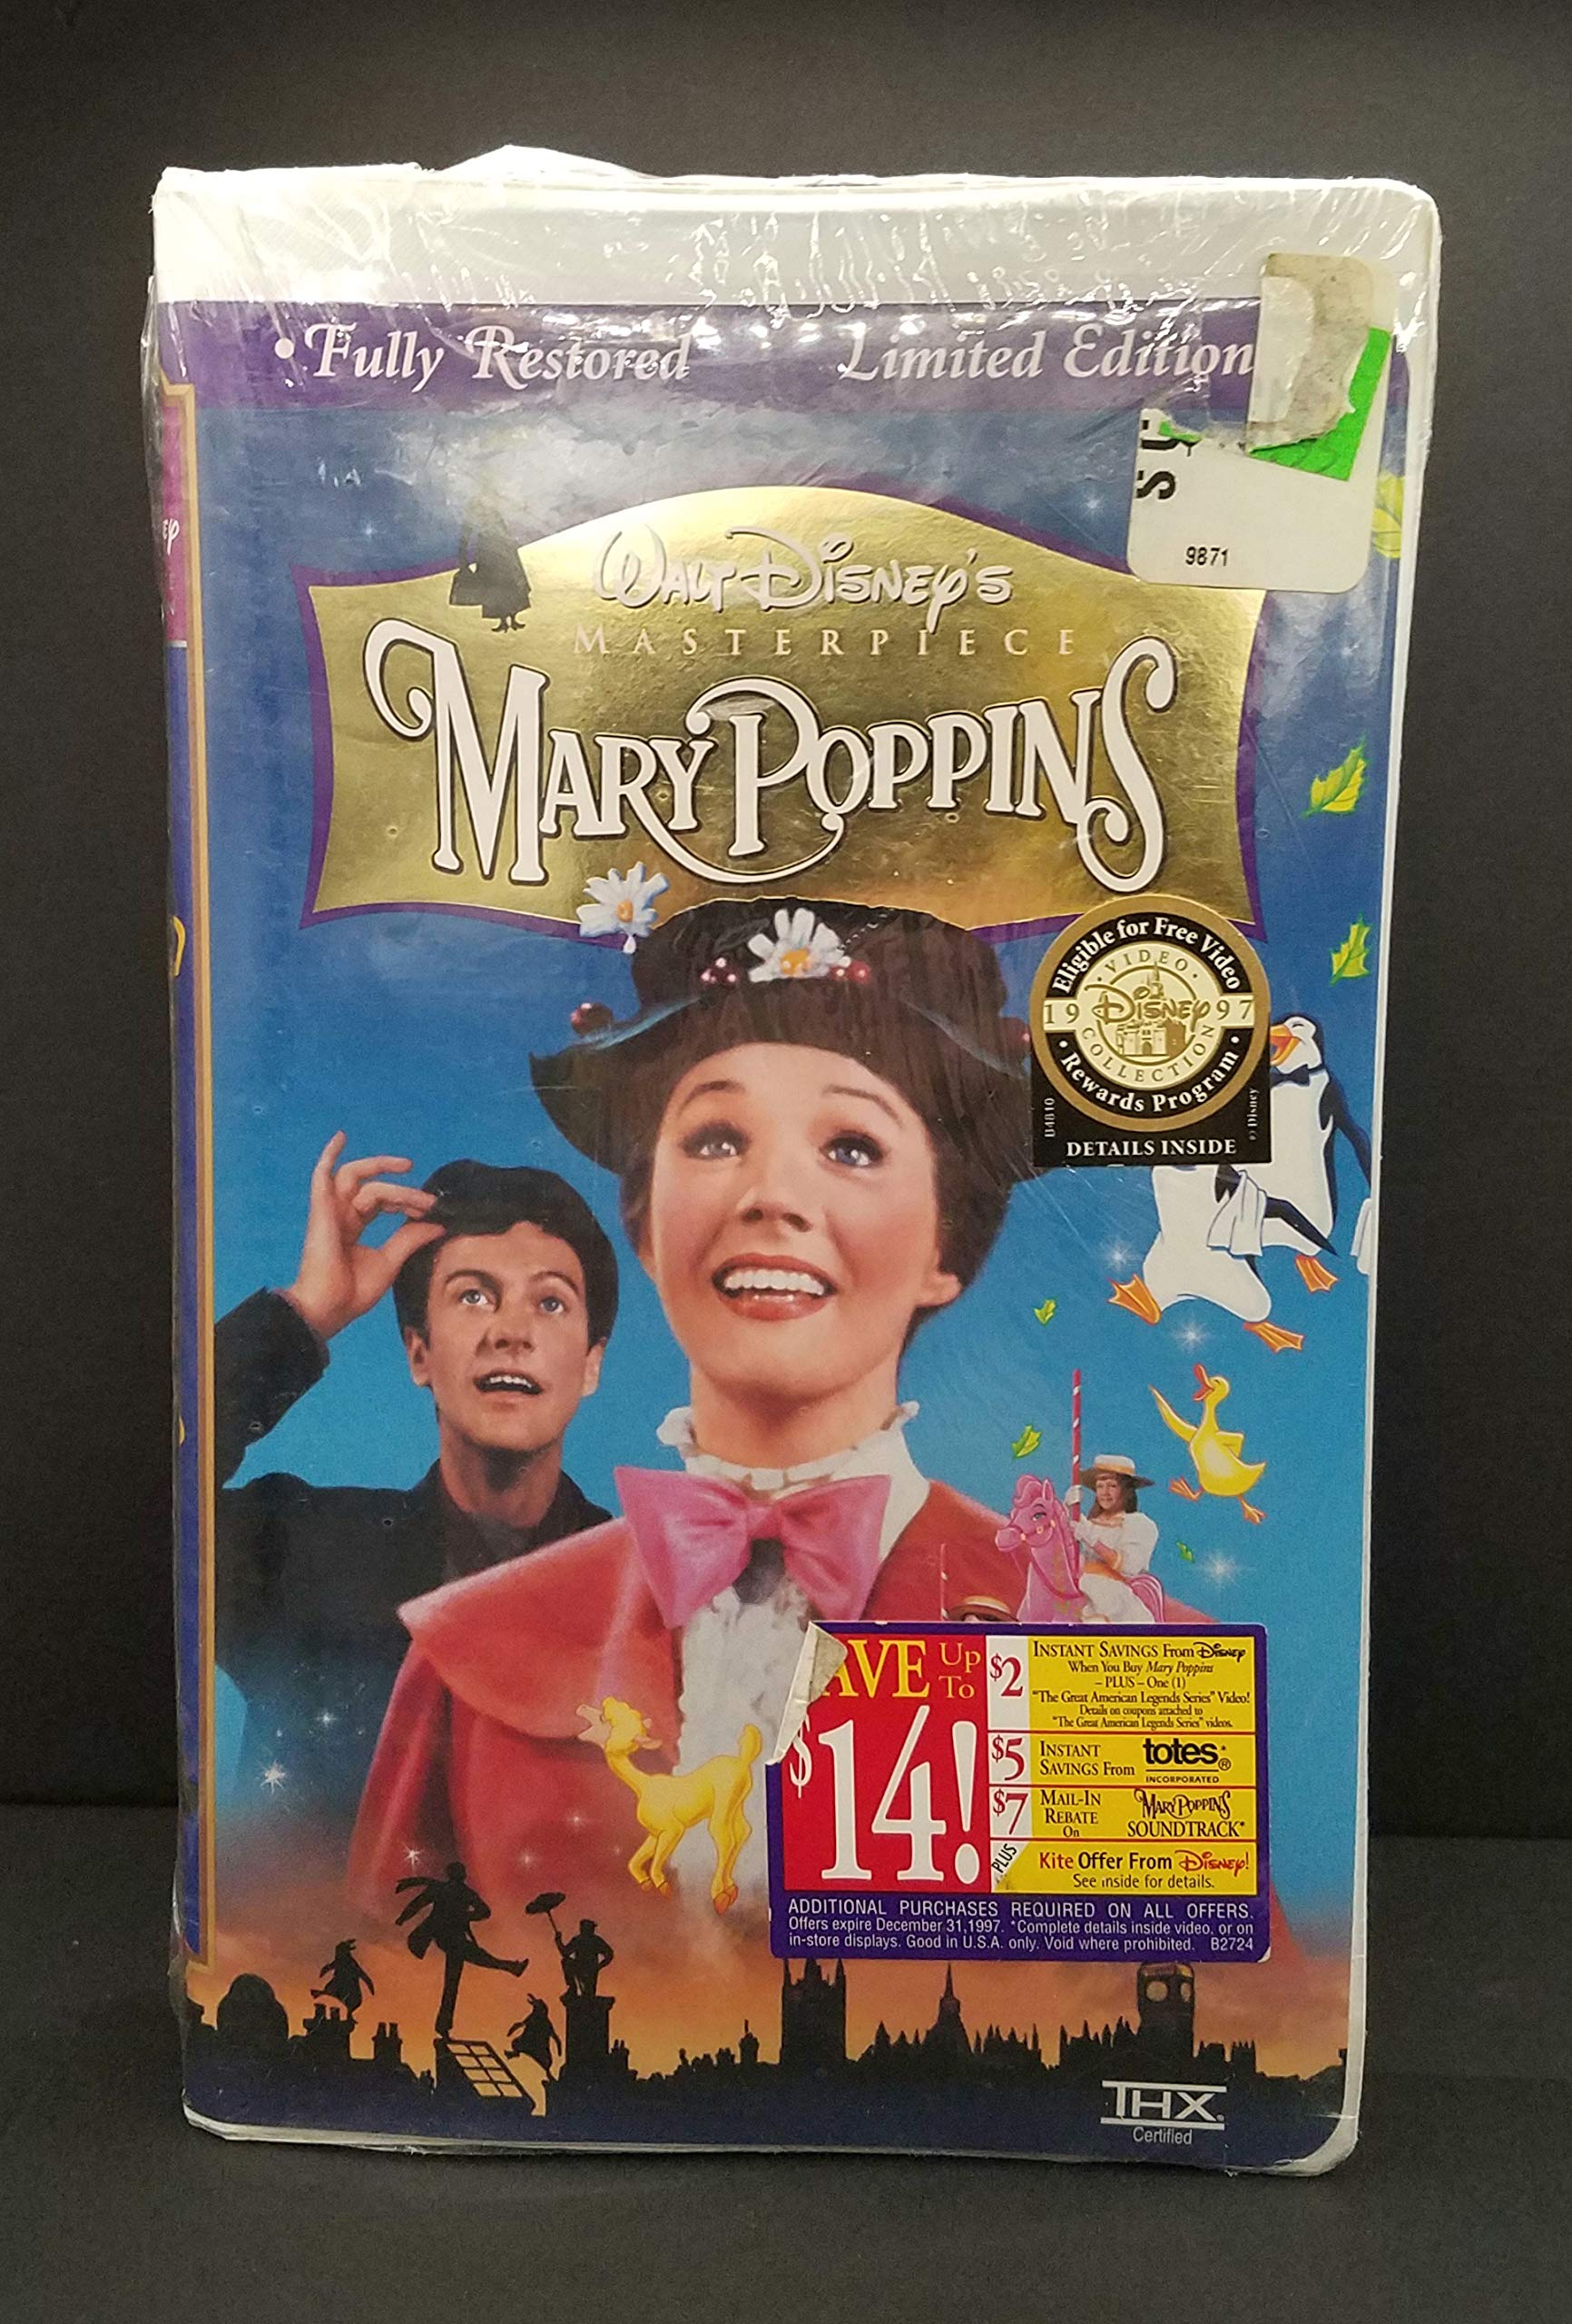 • Fully Restored Limited Edition
9871
Walt Disney's
MASTERPIECE
MARY POPPINS
Eligible for Free Video
VIDEO
19 Disney 97
COLLECTION
• Rewards Program •
B4810
© Disney
DETAILS INSIDE
AVE Up To
$14!
$2 INSTANT SAVINGS From Disney
When You Buy Mary Poppins
– PLUS – One (1)
"The Great American Legends Series" Video!
Details on coupons attached to
"The Great American Legends Series" videos.
$5 INSTANT SAVINGS From totes*®
INCORPORATED
$7 MAIL-IN REBATE On MARY POPPINS SOUNDTRACK*
PLUS Kite Offer From Disney!
See inside for details.
ADDITIONAL PURCHASES REQUIRED ON ALL OFFERS.
Offers expire December 31,1997. *Complete details inside video, or on
in-store displays. Good in U.S.A. only. Void where prohibited. B2724
THX
Certified